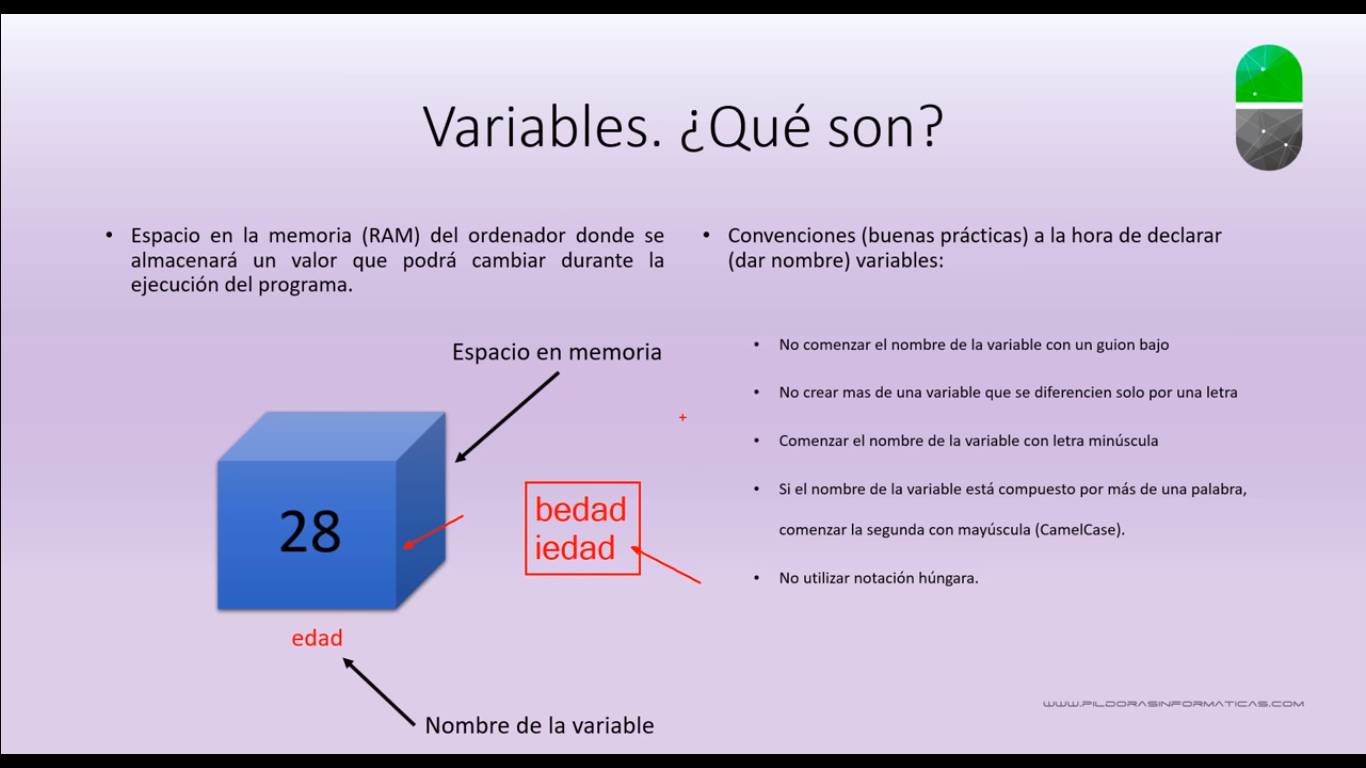 Variables. ¿Qué son?
• Espacio en la memoria (RAM) del ordenador donde se
almacenará un valor que podrá cambiar durante la
ejecución del programa.
Espacio en memoria
28
bedad
iedad
edad
Nombre de la variable
• Convenciones (buenas prácticas) a la hora de declarar
(dar nombre) variables:
• No comenzar el nombre de la variable con un guion bajo
• No crear mas de una variable que se diferencien solo por una letra
• Comenzar el nombre de la variable con letra minúscula
• Si el nombre de la variable está compuesto por más de una palabra,
comenzar la segunda con mayúscula (CamelCase).
• No utilizar notación húngara.
WWW.PILDORASINFORMATICAS.COM